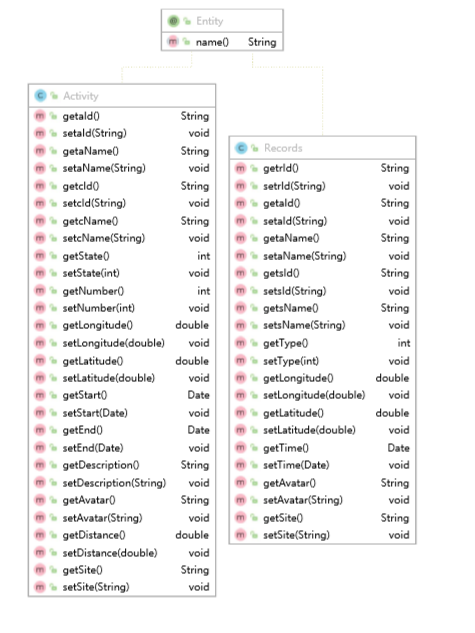 Entity
name() String
Activity
getaId() String
setaId(String) void
getaName() String
setaName(String) void
getcId() String
setcId(String) void
getcName() String
setcName(String) void
getState() int
setState(int) void
getNumber() int
setNumber(int) void
getLongitude() double
setLongitude(double) void
getLatitude() double
setLatitude(double) void
getStart() Date
setStart(Date) void
getEnd() Date
setEnd(Date) void
getDescription() String
setDescription(String) void
getAvatar() String
setAvatar(String) void
getDistance() double
setDistance(double) void
getSite() String
setSite(String) void
Records
getrId() String
setrId(String) void
getaId() String
setaId(String) void
getaName() String
setaName(String) void
getsId() String
setsId(String) void
getsName() String
setsName(String) void
getType() int
setType(int) void
getLongitude() double
setLongitude(double) void
getLatitude() double
setLatitude(double) void
getTime() Date
setTime(Date) void
getAvatar() String
setAvatar(String) void
getSite() String
setSite(String) void